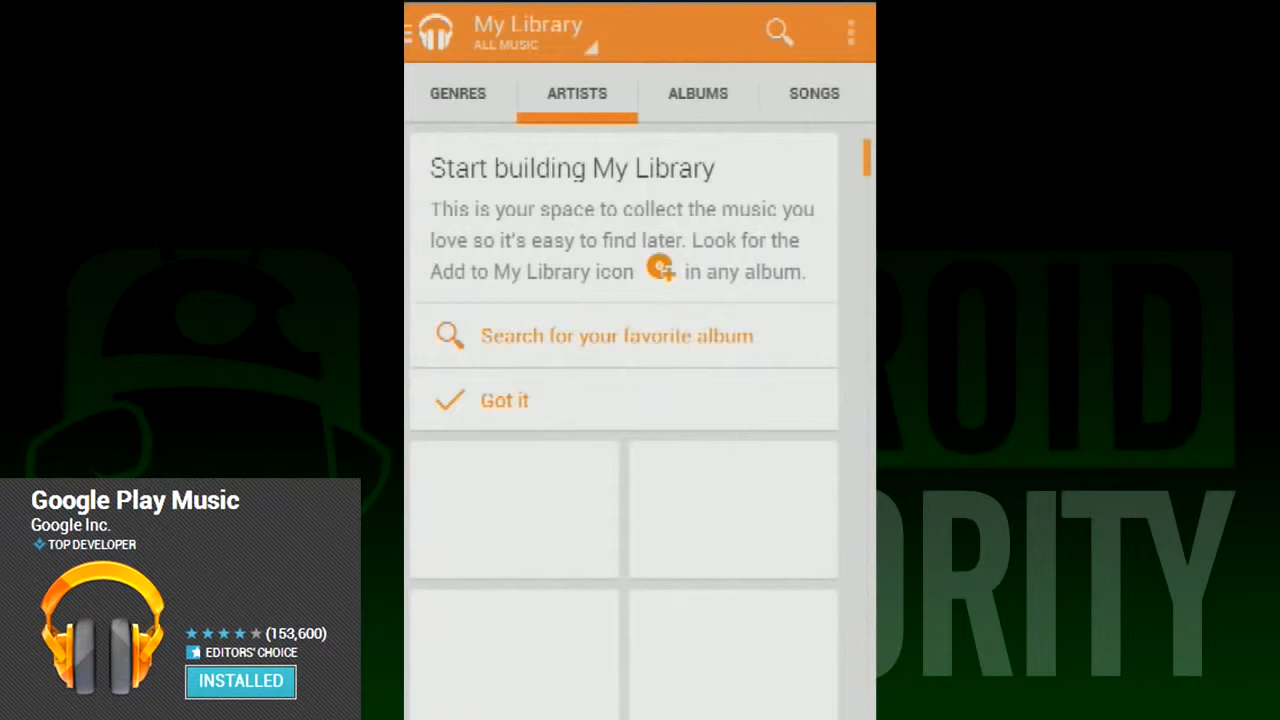 My Library
ALL MUSIC
GENRES
ARTISTS
ALBUMS
SONGS
Start building My Library
This is your space to collect the music you
love so it's easy to find later. Look for the
Add to My Library icon in any album.
Search for your favorite album
Got it
Google Play Music
Google Inc.
TOP DEVELOPER
(153,600)
EDITORS' CHOICE
INSTALLED
ROID
ORITY